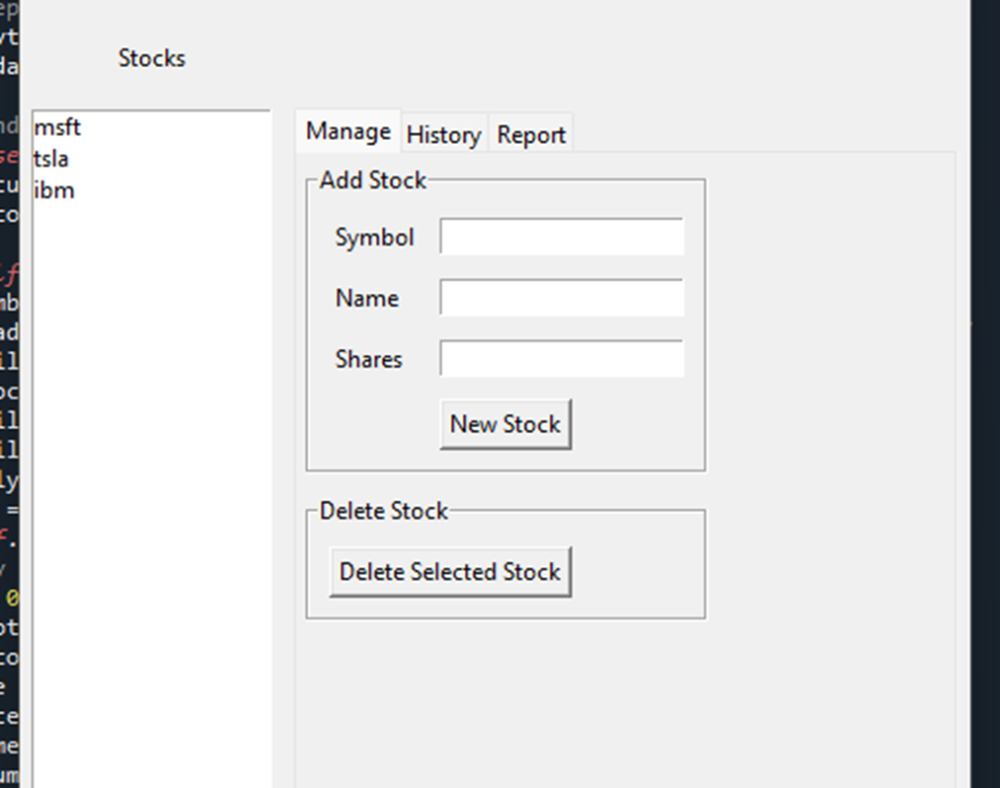 Stocks
msft
tsla
ibm
Manage History Report
Add Stock
Symbol
Name
Shares
New Stock
Delete Stock
Delete Selected Stock